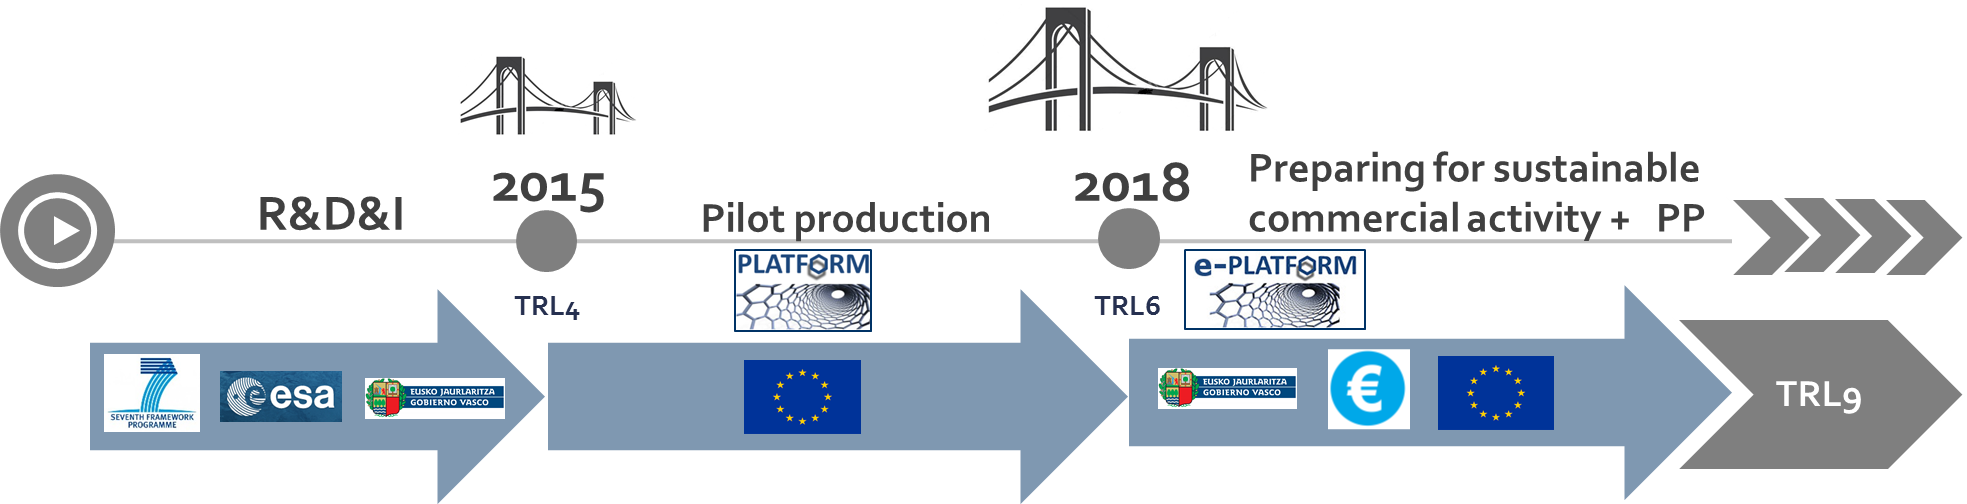 R&D&I
2015
Pilot production
2018
Preparing for sustainable
commercial activity + PP
PLATFORM
e-PLATFORM
TRL4
TRL6
7
SEVENTH FRAMEWORK
PROGRAMME
esa
EUSKO JAURLARITZA
GOBIERNO VASCO
EUSKO JAURLARITZA
GOBIERNO VASCO
€
TRL9